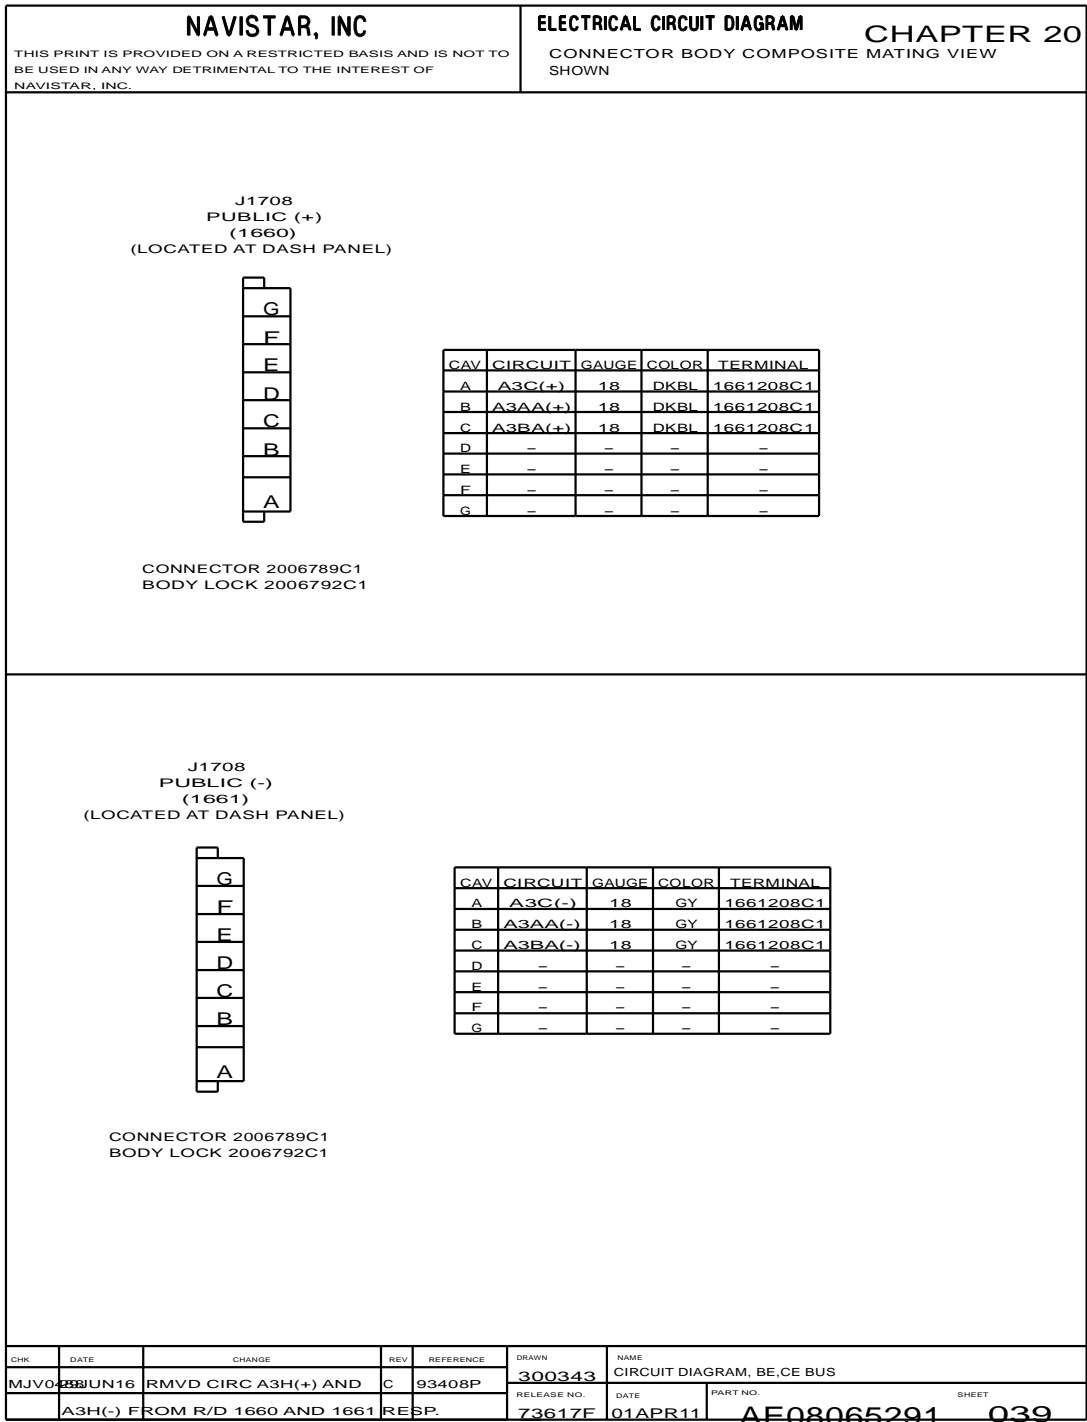 NAVISTAR, INC
THIS PRINT IS PROVIDED ON A RESTRICTED BASIS AND IS NOT TO
BE USED IN ANY WAY DETRIMENTAL TO THE INTEREST OF
NAVISTAR, INC.
ELECTRICAL CIRCUIT DIAGRAM
CHAPTER 20
CONNECTOR BODY COMPOSITE MATING VIEW
SHOWN
J1708
PUBLIC (+)
(1660)
(LOCATED AT DASH PANEL)
G
F
E
D
C
B
A
CAV CIRCUIT GAUGE COLOR TERMINAL
A A3C(+) 18 DKBL 1661208C1
B A3AA(+) 18 DKBL 1661208C1
C A3BA(+) 18 DKBL 1661208C1
D – – – –
E – – – –
F – – – –
G – – – –
CONNECTOR 2006789C1
BODY LOCK 2006792C1
J1708
PUBLIC (-)
(1661)
(LOCATED AT DASH PANEL)
G
F
E
D
C
B
A
CAV CIRCUIT GAUGE COLOR TERMINAL
A A3C(-) 18 GY 1661208C1
B A3AA(-) 18 GY 1661208C1
C A3BA(-) 18 GY 1661208C1
D – – – –
E – – – –
F – – – –
G – – – –
CONNECTOR 2006789C1
BODY LOCK 2006792C1
CHK DATE CHANGE REV REFERENCE
RMVD CIRC A3H(+) AND C 93408P
A3H(-) FROM R/D 1660 AND 1661 RESP.
DRAWN
300343
NAME
CIRCUIT DIAGRAM, BE,CE BUS
RELEASE NO.
73617F
DATE
01APR11
PART NO.
AE08065291
SHEET
039